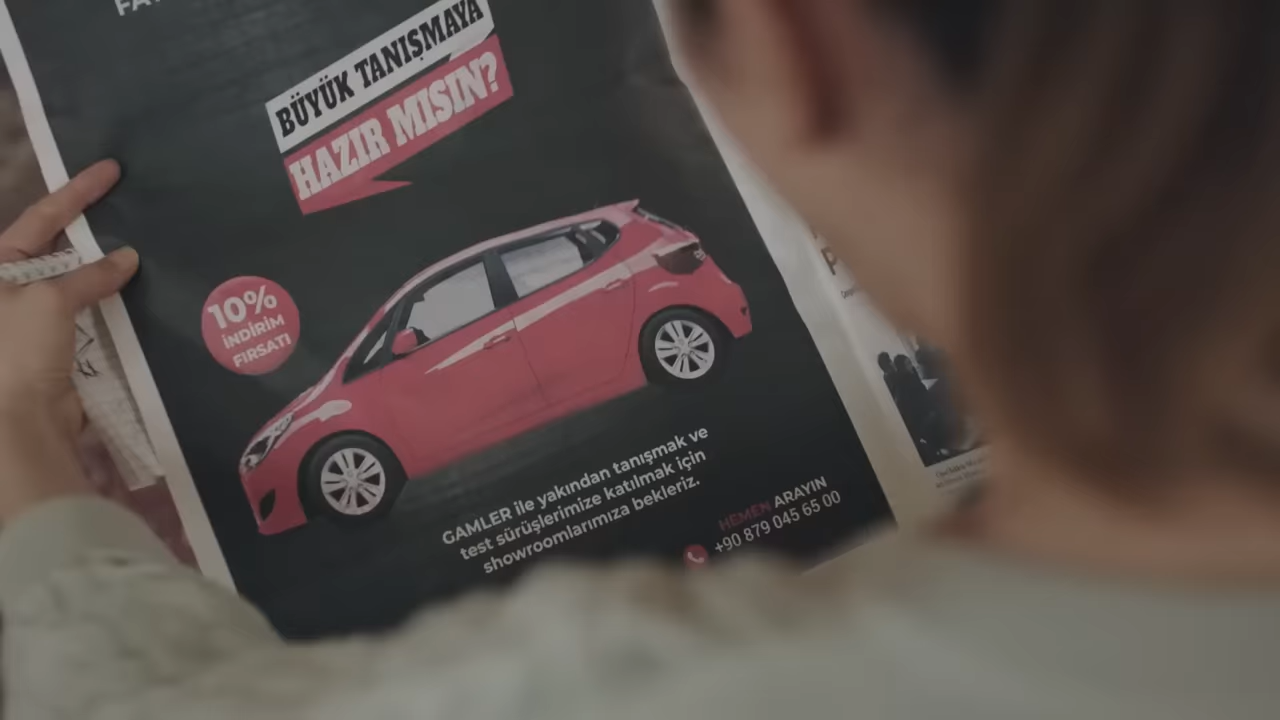 BÜYÜK TANIŞMAYA
HAZIR MISIN?
10%
İNDİRİM
FIRSATI
GAMLER ile yakından tanışmak ve
test sürüşlerimize katılmak için
showroomlarımıza bekleriz.
HEMEN ARAYIN
+90 879 045 65 00